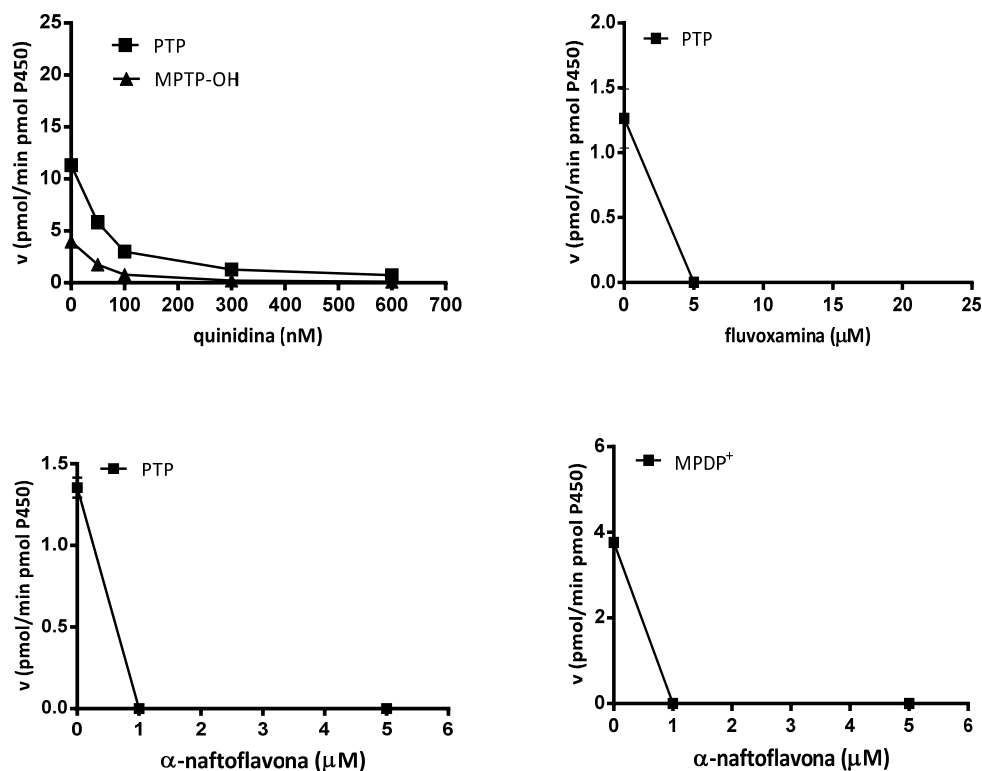 25
20
15
10
5
0
v (pmol/min pmol P450)
PTP
MPTP-OH
0 100 200 300 400 500 600 700
quinidina (nM)
2.0
1.5
1.0
0.5
0.0
v (pmol/min pmol P450)
PTP
0 5 10 15 20 25
fluvoxamina (μM)
1.5
1.0
0.5
0.0
v (pmol/min pmol P450)
PTP
0 1 2 3 4 5 6
α-naftoflavona (μM)
6
4
2
0
v (pmol/min pmol P450)
MPDP⁺
0 1 2 3 4 5 6
α-naftoflavona (μM)